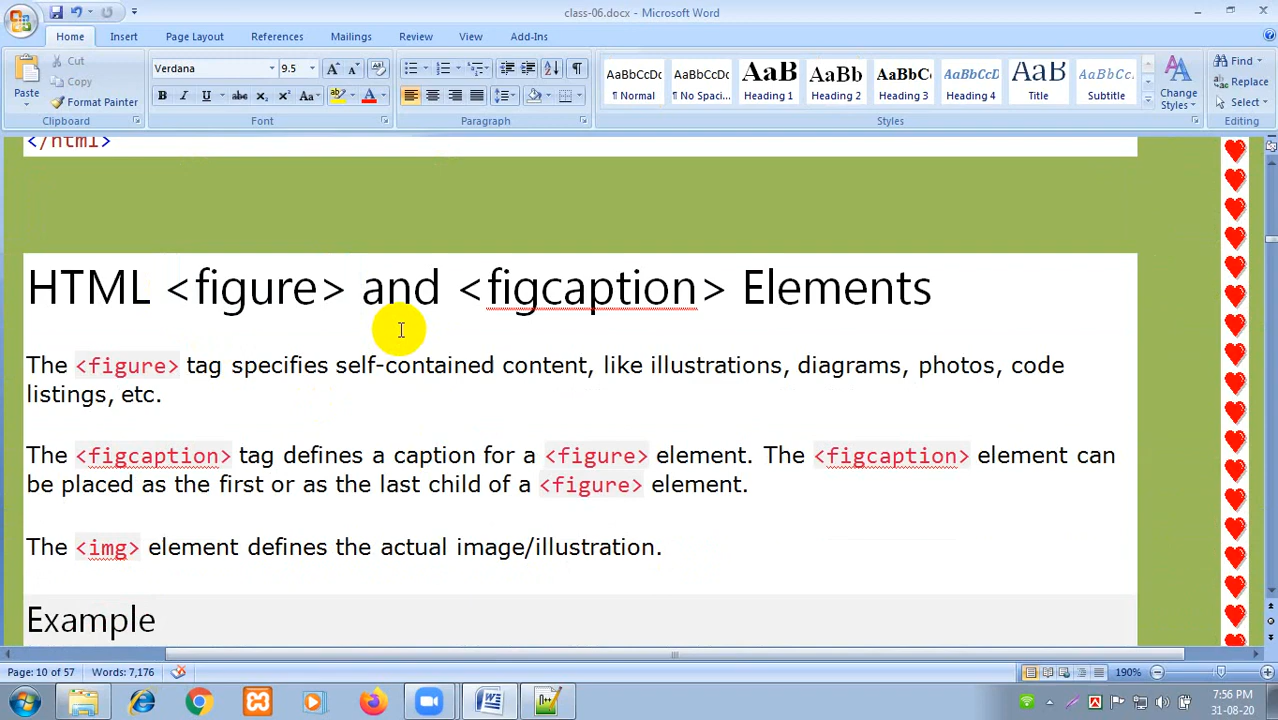 class-06.docx - Microsoft Word
Home Insert Page Layout References Mailings Review View Add-Ins
Paste
Cut
Copy
Format Painter
Clipboard
Verdana 9.5
Font
Paragraph
AaBbCcDc AaBbCcDc AaB AaBb AaBbCc AaBbCcD AaB AaBbCcL
¶ Normal ¶ No Spaci... Heading 1 Heading 2 Heading 3 Heading 4 Title Subtitle
Change Styles
Styles
Find
Replace
Select
Editing
</html>
HTML <figure> and <figcaption> Elements
The <figure> tag specifies self-contained content, like illustrations, diagrams, photos, code
listings, etc.
The <figcaption> tag defines a caption for a <figure> element. The <figcaption> element can
be placed as the first or as the last child of a <figure> element.
The <img> element defines the actual image/illustration.
Example
Page: 10 of 57 Words: 7,176 190%
7:56 PM
31-08-20